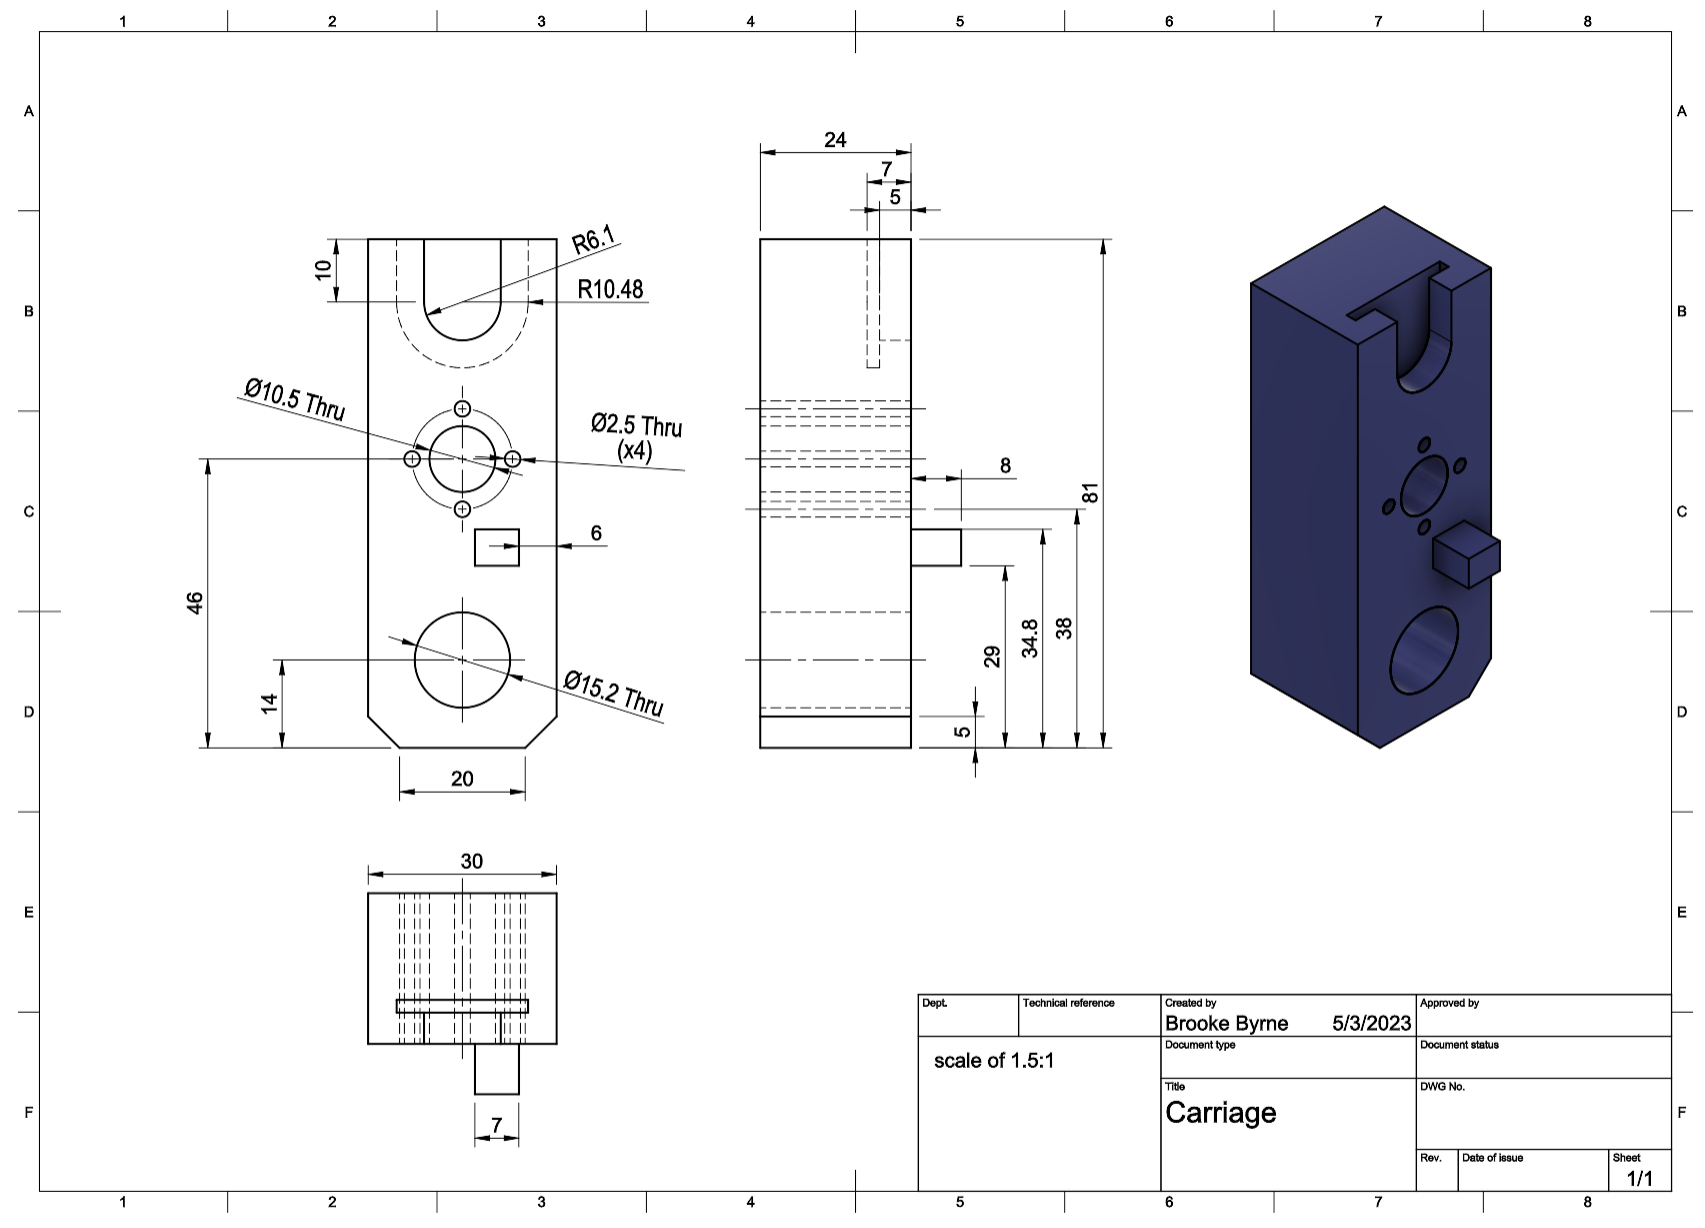 1 2 3 4 5 6 7 8
A A
24
7
5
R6.1
10
R10.48
B B
Ø10.5 Thru
Ø2.5 Thru
(x4)
8
81
C C
6
46
34.8
38
29
14
Ø15.2 Thru
D D
5
20
30
E E
Dept. Technical reference Created by Approved by
Brooke Byrne 5/3/2023
Document type Document status
scale of 1.5:1
Title DWG No.
Carriage
F F
7
Rev. Date of issue Sheet
1/1
1 2 3 4 5 6 7 8